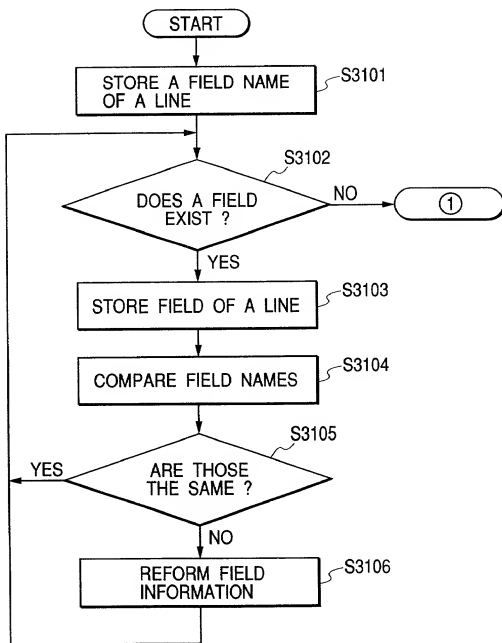 START
STORE A FIELD NAME
OF A LINE
S3101
S3102
DOES A FIELD
EXIST ?
NO
①
YES
STORE FIELD OF A LINE
S3103
COMPARE FIELD NAMES
S3104
S3105
YES
ARE THOSE
THE SAME ?
NO
REFORM FIELD
INFORMATION
S3106